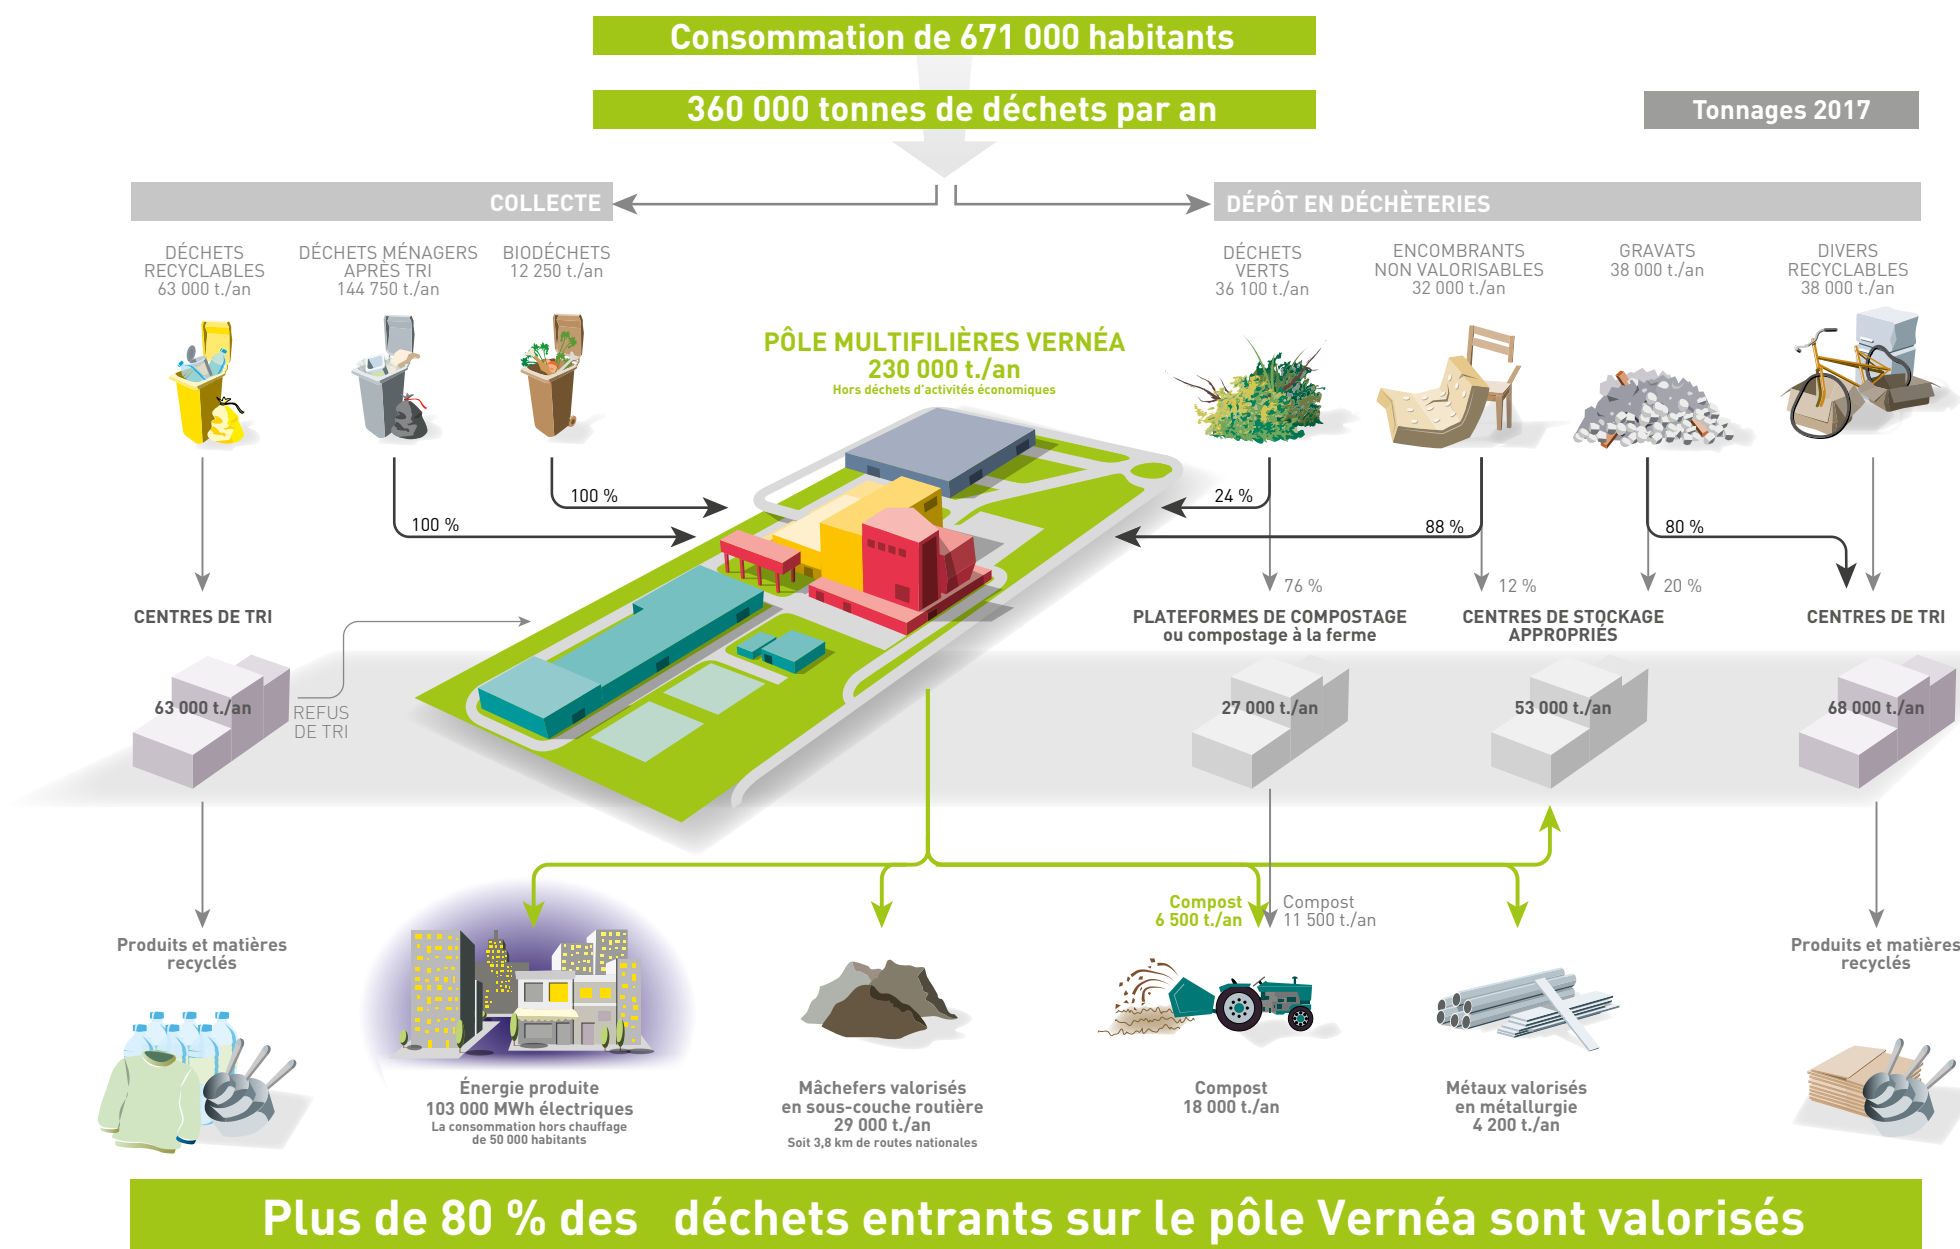 Consommation de 671 000 habitants
360 000 tonnes de déchets par an
Tonnages 2017
COLLECTE
DÉPÔT EN DÉCHÈTERIES
DÉCHETS
RECYCLABLES
63 000 t./an
DÉCHETS MÉNAGERS
APRÈS TRI
144 750 t./an
BIODÉCHETS
12 250 t./an
DÉCHETS
VERTS
36 100 t./an
ENCOMBRANTS
NON VALORISABLES
32 000 t./an
GRAVATS
38 000 t./an
DIVERS
RECYCLABLES
38 000 t./an
PÔLE MULTIFILIÈRES VERNÉA
230 000 t./an
Hors déchets d'activités économiques
100 %
100 %
24 %
88 %
80 %
76 %
12 %
20 %
CENTRES DE TRI
PLATEFORMES DE COMPOSTAGE
ou compostage à la ferme
CENTRES DE STOCKAGE
APPROPRIÉS
CENTRES DE TRI
63 000 t./an
REFUS
DE TRI
27 000 t./an
53 000 t./an
68 000 t./an
Compost
6 500 t./an
Compost
11 500 t./an
Produits et matières
recyclés
Produits et matières
recyclés
Énergie produite
103 000 MWh électriques
La consommation hors chauffage
de 50 000 habitants
Mâchefers valorisés
en sous-couche routière
29 000 t./an
Soit 3,8 km de routes nationales
Compost
18 000 t./an
Métaux valorisés
en métallurgie
4 200 t./an
Plus de 80 % des déchets entrants sur le pôle Vernéa sont valorisés